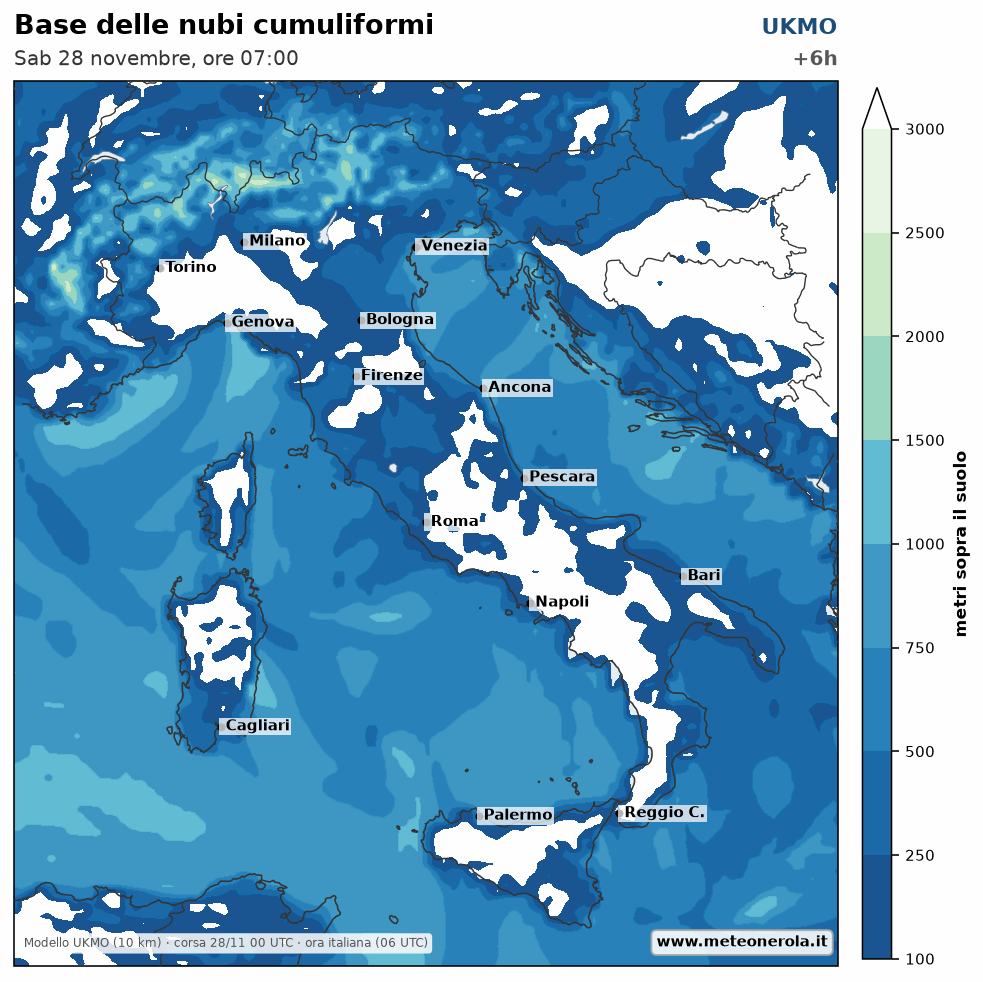 Base delle nubi cumuliformi
UKMO
Sab 28 novembre, ore 07:00
+6h
Milano
Venezia
Torino
Genova
Bologna
Firenze
Ancona
Pescara
Roma
Bari
Napoli
Cagliari
Palermo
Reggio C.
3000
2500
2000
1500
1000
750
500
250
100
metri sopra il suolo
Modello UKMO (10 km) · corsa 28/11 00 UTC · ora italiana (06 UTC)
www.meteonerola.it